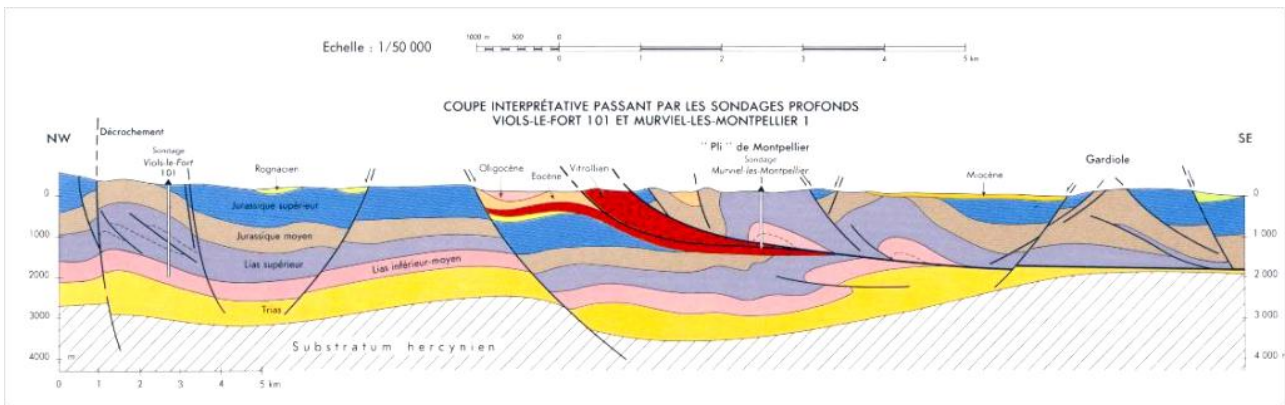 Echelle : 1/50 000
1000 m 500 0
0 1 2 3 4 5 km
COUPE INTERPRÉTATIVE PASSANT PAR LES SONDAGES PROFONDS
VIOLS-LE-FORT 101 ET MURVIEL-LES-MONTPELLIER 1
NW
SE
Décrochement
Sondage
Viols-le-Fort
101
Rognacien
Oligocène
Eocène
Vitrollien
" Pli " de Montpellier
Sondage
Murviel-les-Montpellier
Miocène
Gardiole
0
1000
2000
3000
4000 m
0
1 000
2 000
3 000
4 000
Jurassique supérieur
Jurassique moyen
Lias supérieur
Lias inférieur-moyen
Trias
Substratum hercynien
0 1 2 3 4 5 km